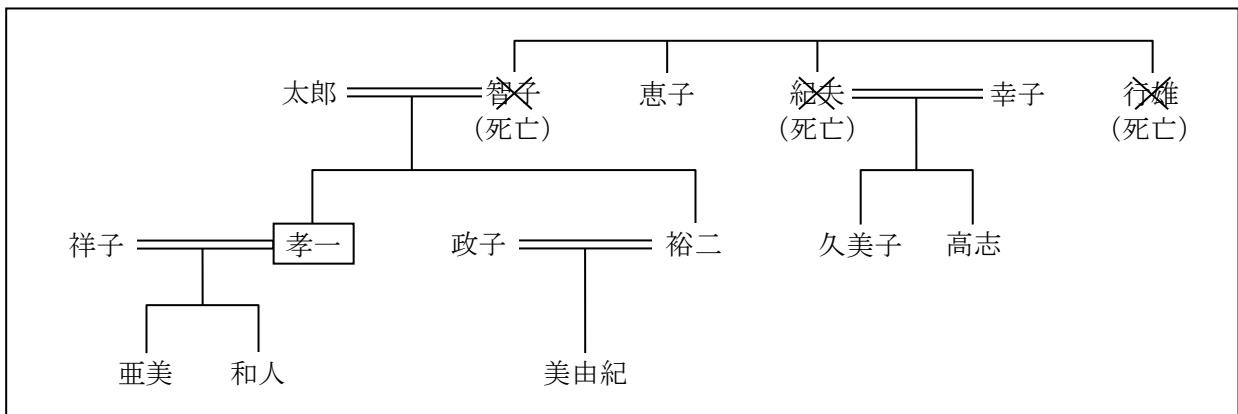 太郎 智子 恵子 紀夫 幸子 行雄
(死亡) (死亡) (死亡)
祥子 孝一 政子 裕二 久美子 高志
亜美 和人 美由紀